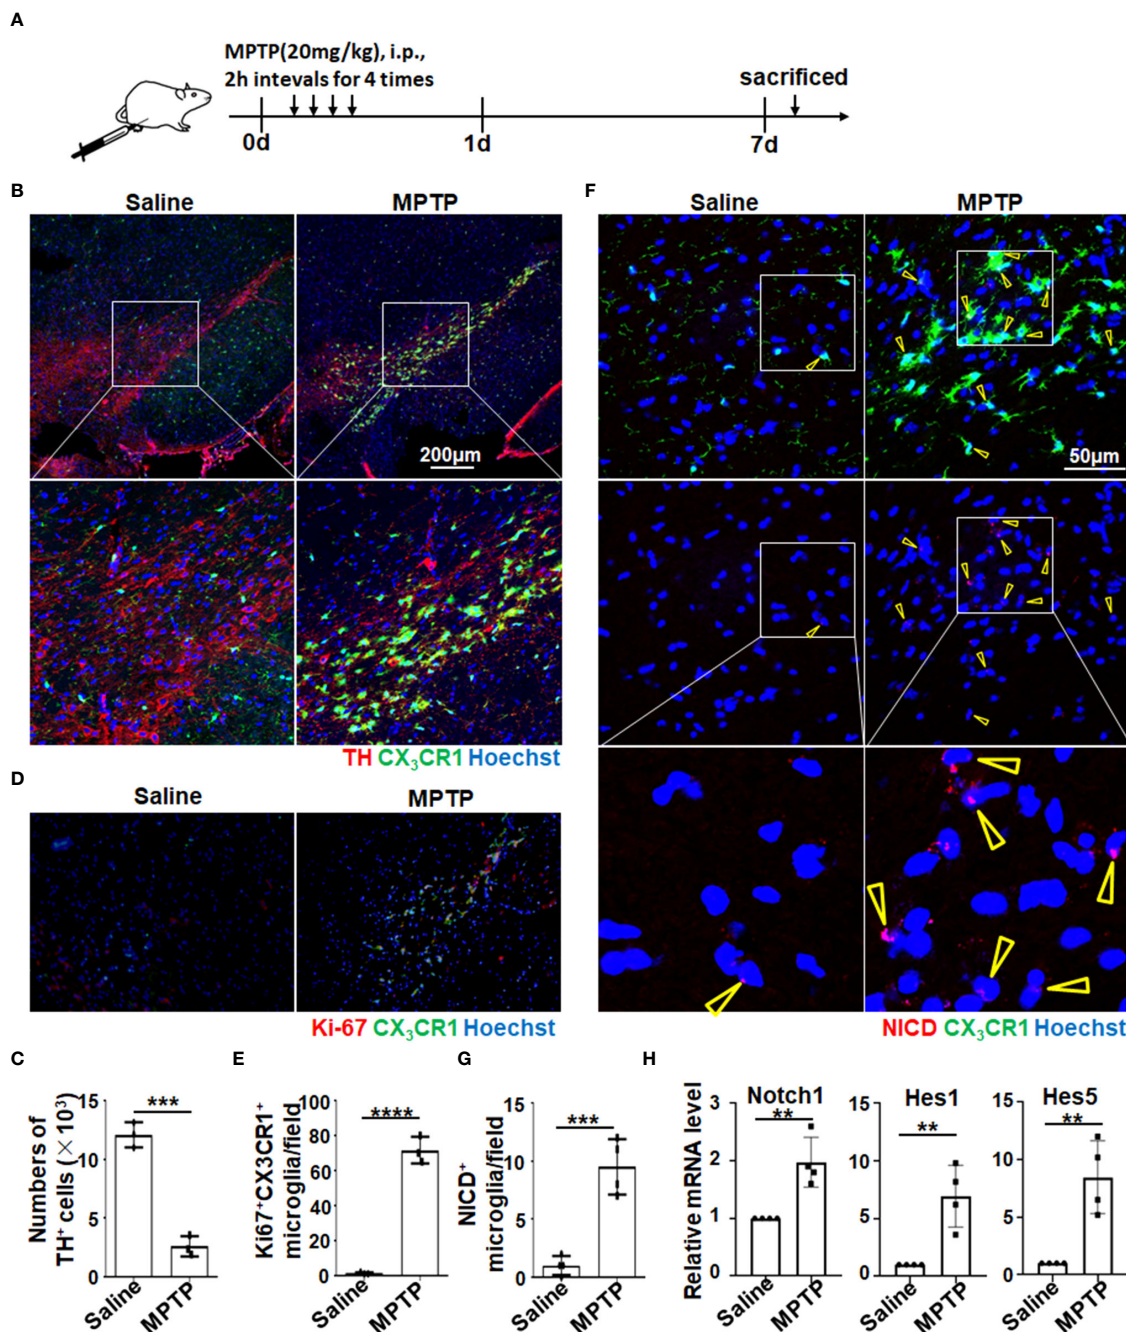 A
MPTP(20mg/kg), i.p.,
2h intevals for 4 times
sacrificed
0d
1d
7d
B
Saline
MPTP
200μm
TH CX₃CR1 Hoechst
F
Saline
MPTP
50μm
NICD CX₃CR1 Hoechst
D
Saline
MPTP
Ki-67 CX₃CR1 Hoechst
C
Numbers of
TH⁺ cells (×10³)
15
10
5
0
***
Saline
MPTP
E
Ki67⁺CX3CR1⁺
microglia/field
100
80
60
40
20
0
****
Saline
MPTP
G
NICD⁺
microglia/field
15
10
5
0
***
Saline
MPTP
H
Relative mRNA level
Notch1
3
2
1
0
**
Saline
MPTP
Hes1
15
10
5
0
**
Saline
MPTP
Hes5
15
10
5
0
**
Saline
MPTP